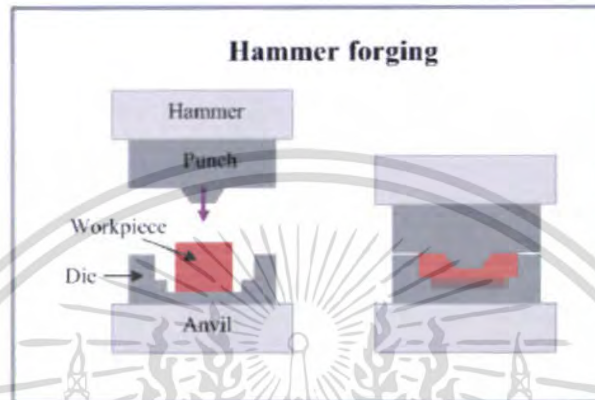 Hammer forging
Hammer
Punch
Workpiece
Die
Anvil